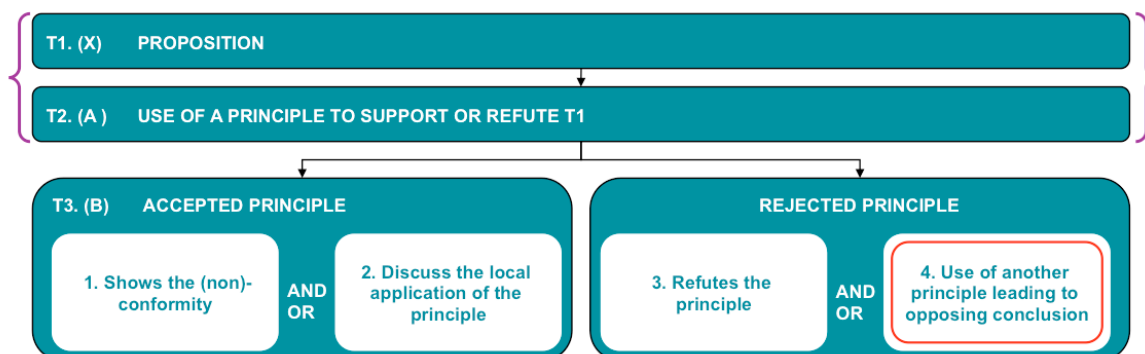 T1. (X) PROPOSITION
T2. (A ) USE OF A PRINCIPLE TO SUPPORT OR REFUTE T1
T3. (B) ACCEPTED PRINCIPLE
1. Shows the (non)-
conformity
AND
OR
2. Discuss the local
application of the
principle
REJECTED PRINCIPLE
3. Refutes the
principle
AND
OR
4. Use of another
principle leading to
opposing conclusion